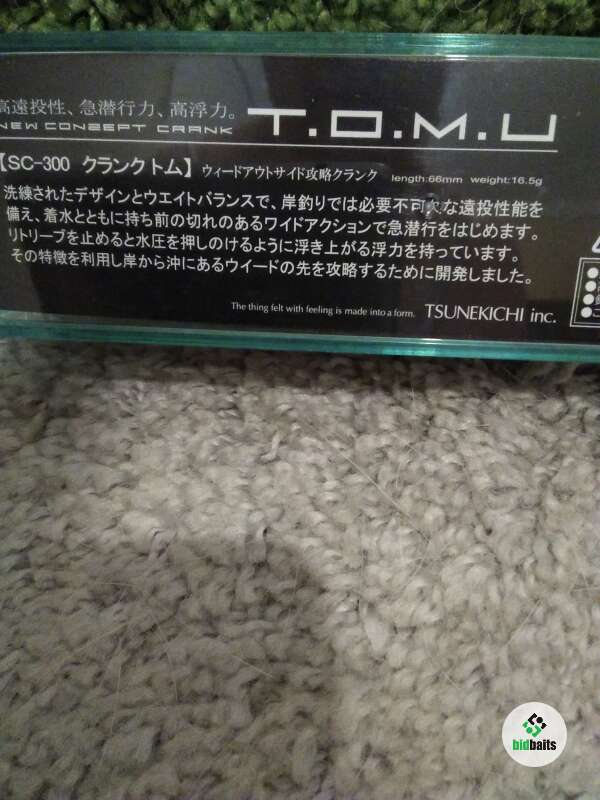 高遠投性、急潜行力、高浮力。
NEW CONSEPT CRANK
T.O.M.U
【SC-300 クランクトム】 ウィードアウトサイド攻略クランク length:66mm weight:16.5g
洗練されたデザインとウエイトバランスで、岸釣りでは必要不可欠な遠投性能を
備え、着水とともに持ち前の切れのあるワイドアクションで急潜行をはじめます。
リトリーブを止めると水圧を押しのけるように浮き上がる浮力を持っています。
その特徴を利用し岸から沖にあるウイードの先を攻略するために開発しました。
The thing felt with feeling is made into a form. TSUNEKICHI inc.
bidbaits